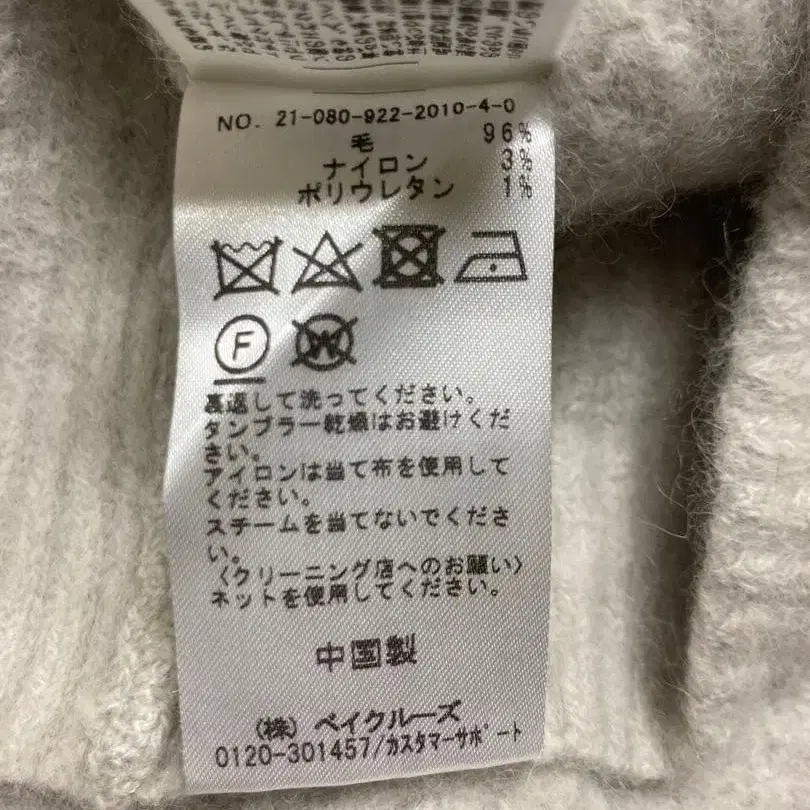 NO. 21-080-922-2010-4-0
毛 96%
ナイロン 3%
ポリウレタン 1%
F
W
裏返して洗ってください。
タンブラー乾燥はお避けくだ
さい。
アイロンは当て布を使用して
ください。
スチームを当てないでくださ
い。
〈クリーニング店へのお願い〉
ネットを使用してください。
中国製
(株) ベイクルーズ
0120-301457/カスタマーサポート